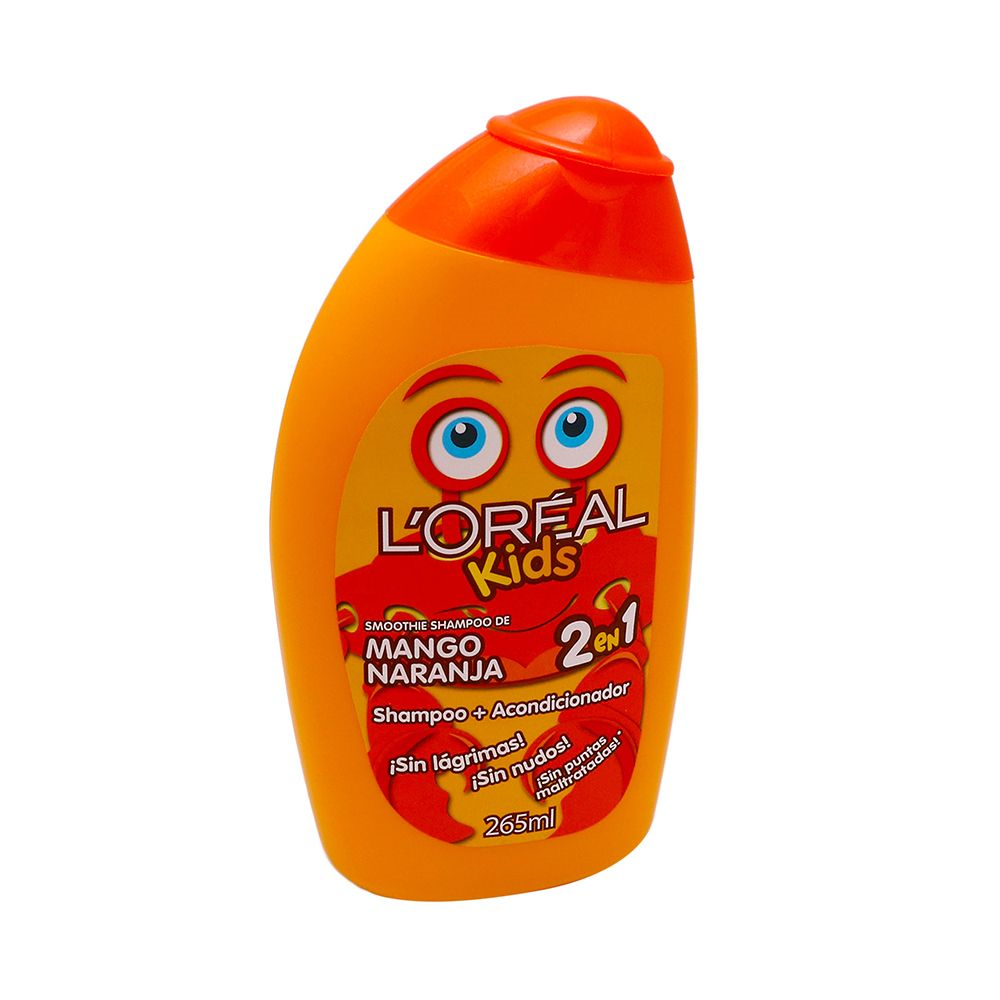 L'ORÉAL
Kids
SMOOTHIE SHAMPOO DE
MANGO
NARANJA
2 en 1
Shampoo + Acondicionador
¡Sin lágrimas!
¡Sin nudos!
¡Sin puntas
maltratadas!*
265ml